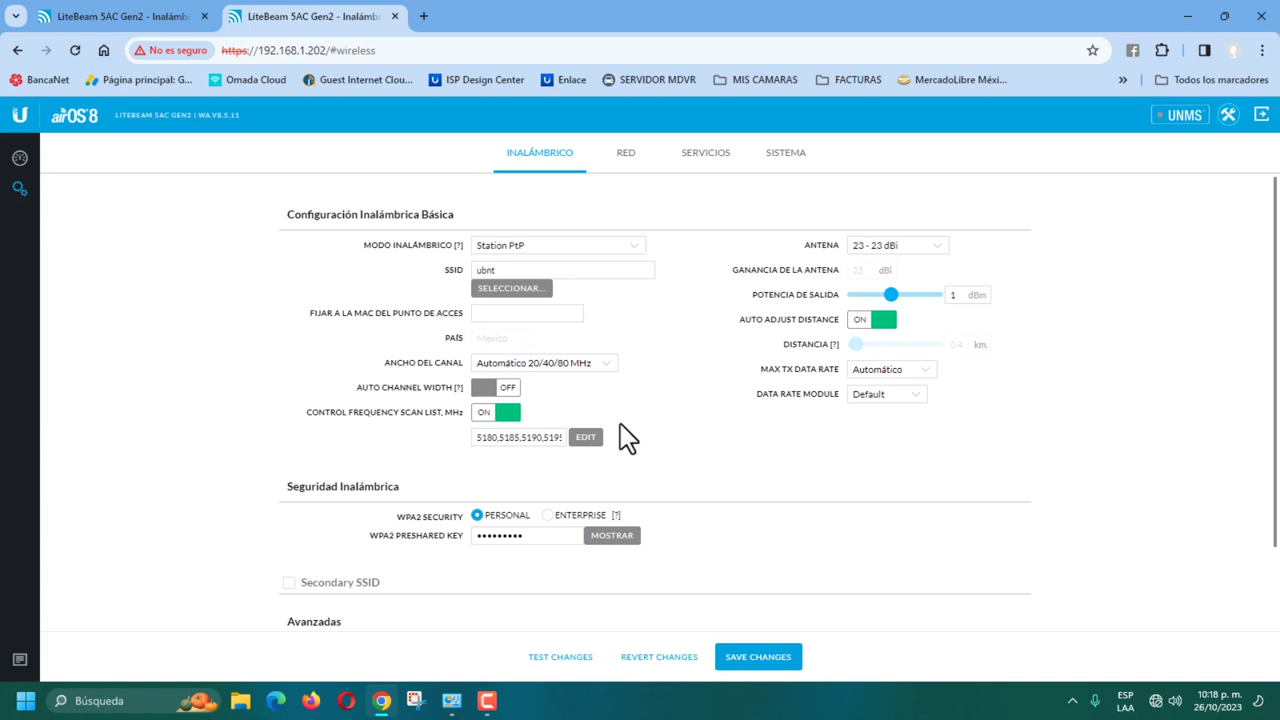 LiteBeam 5AC Gen2 - Inalámb
LiteBeam 5AC Gen2 - Inalámb
No es seguro
https://192.168.1.202/#wireless
BancaNet
Página principal: G...
Omada Cloud
Guest Internet Clou...
ISP Design Center
Enlace
SERVIDOR MDVR
MIS CAMARAS
FACTURAS
MercadoLibre Méxi...
Todos los marcadores
airOS 8
LITEBEAM 5AC GEN2 | WA.V8.5.11
UNMS
INALÁMBRICO
RED
SERVICIOS
SISTEMA
Configuración Inalámbrica Básica
MODO INALÁMBRICO [?]
Station PtP
ANTENA
23 - 23 dBi
SSID
ubnt
GANANCIA DE LA ANTENA
23 dBi
SELECCIONAR...
POTENCIA DE SALIDA
1 dBm
FIJAR A LA MAC DEL PUNTO DE ACCES
AUTO ADJUST DISTANCE
ON
PAÍS
Mexico
DISTANCIA [?]
0.4 km.
ANCHO DEL CANAL
Automático 20/40/80 MHz
MAX TX DATA RATE
Automático
AUTO CHANNEL WIDTH [?]
OFF
DATA RATE MODULE
Default
CONTROL FREQUENCY SCAN LIST, MHz
ON
5180,5185,5190,5195
EDIT
Seguridad Inalámbrica
WPA2 SECURITY
PERSONAL
ENTERPRISE [?]
WPA2 PRESHARED KEY
•••••••••
MOSTRAR
Secondary SSID
Avanzadas
TEST CHANGES
REVERT CHANGES
SAVE CHANGES
Búsqueda
ESP
LAA
10:18 p. m.
26/10/2023